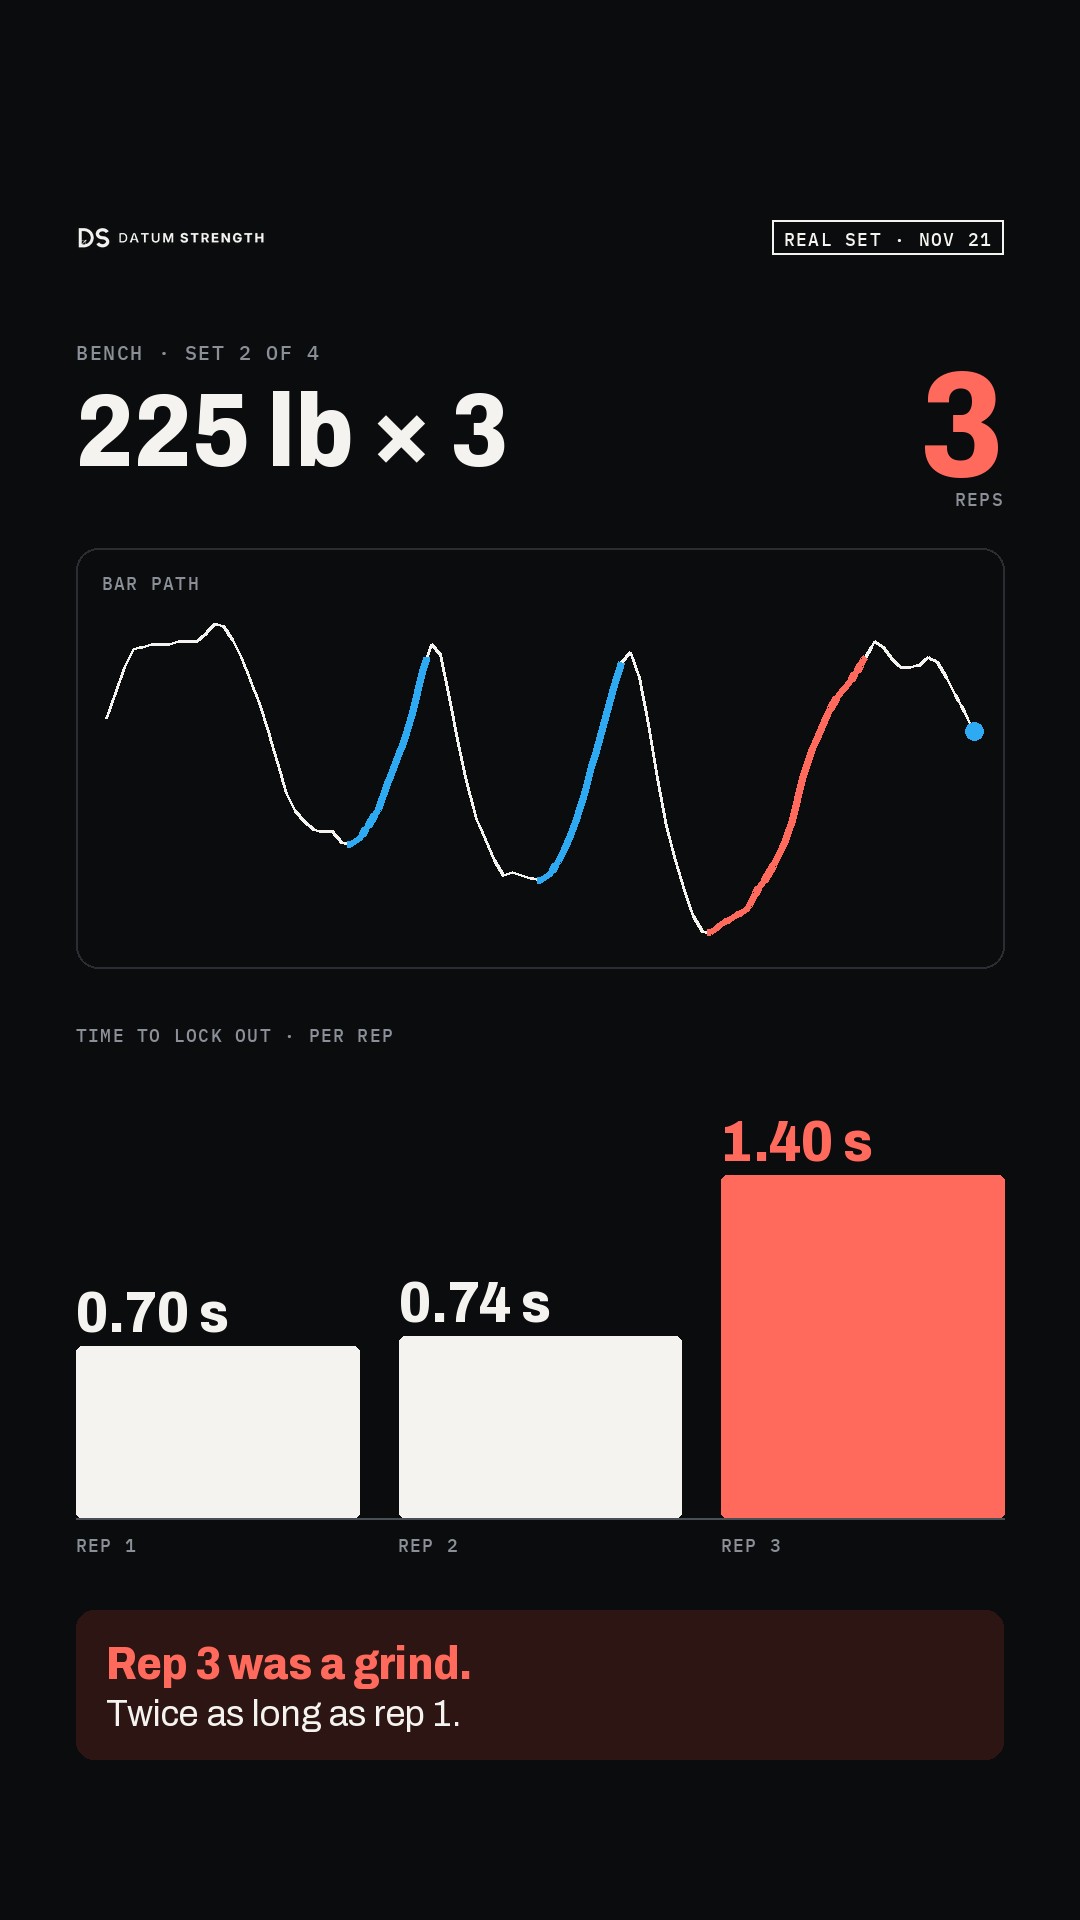 DS DATUM STRENGTH
REAL SET · NOV 21
BENCH · SET 2 OF 4
225 lb × 3
3
REPS
BAR PATH
TIME TO LOCK OUT · PER REP
0.70 s
0.74 s
1.40 s
REP 1
REP 2
REP 3
Rep 3 was a grind.
Twice as long as rep 1.